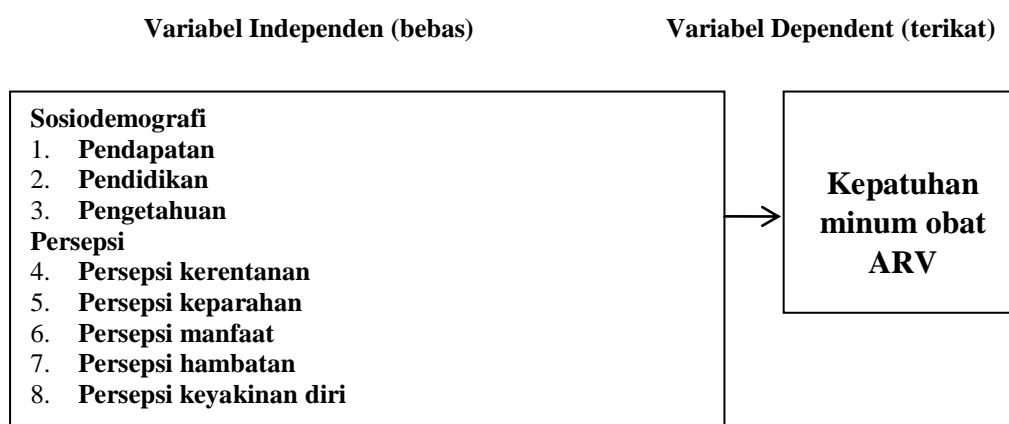 Variabel Independen (bebas)
Variabel Dependent (terikat)
Sosiodemografi
1. Pendapatan
2. Pendidikan
3. Pengetahuan
Persepsi
4. Persepsi kerentanan
5. Persepsi keparahan
6. Persepsi manfaat
7. Persepsi hambatan
8. Persepsi keyakinan diri
Kepatuhan
minum obat
ARV